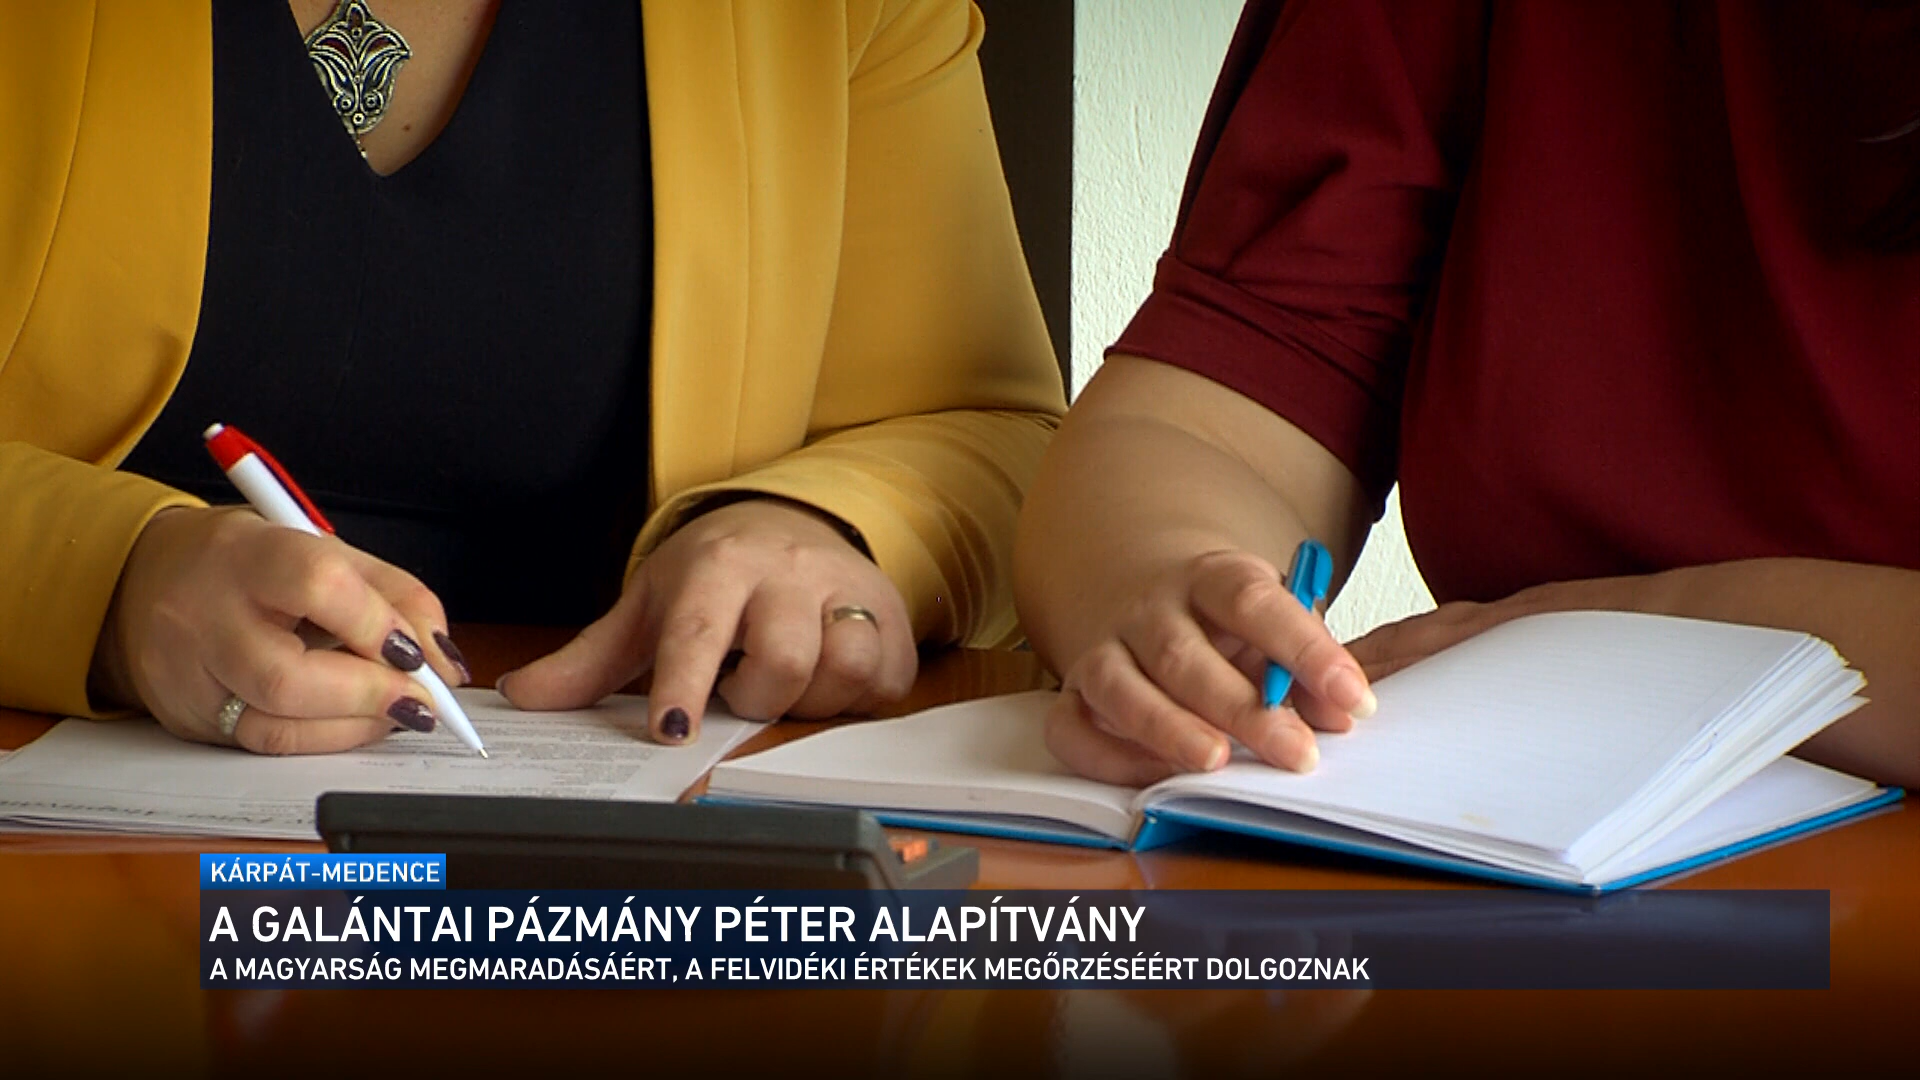 KÁRPÁT-MEDENCE
A GALÁNTAI PÁZMÁNY PÉTER ALAPÍTVÁNY
A MAGYARSÁG MEGMARADÁSÁÉRT, A FELVIDÉKI ÉRTÉKEK MEGŐRZÉSÉÉRT DOLGOZNAK